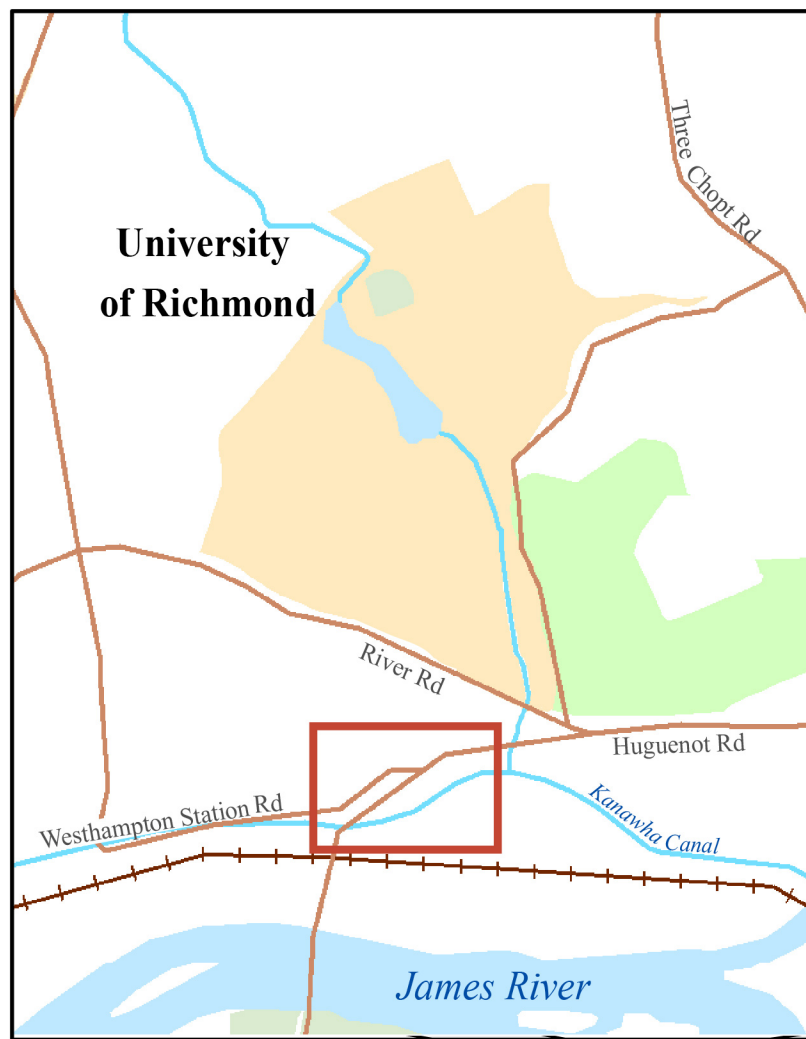 Three Chopt Rd
University
of Richmond
River Rd
Huguenot Rd
Westhampton Station Rd
Kanawha Canal
James River